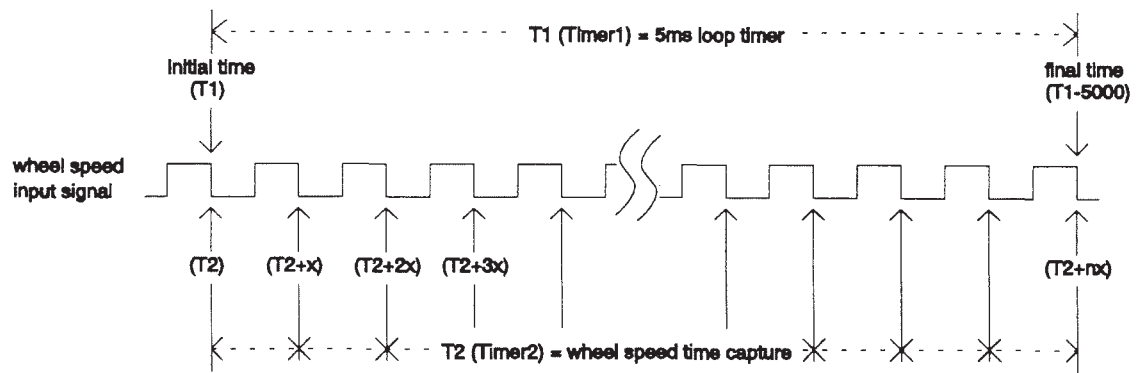 T1 (Timer1) = 5ms loop timer
initial time
(T1)
final time
(T1-5000)
wheel speed
input signal
(T2)
(T2+x)
(T2+2x)
(T2+3x)
(T2+nx)
T2 (Timer2) = wheel speed time capture